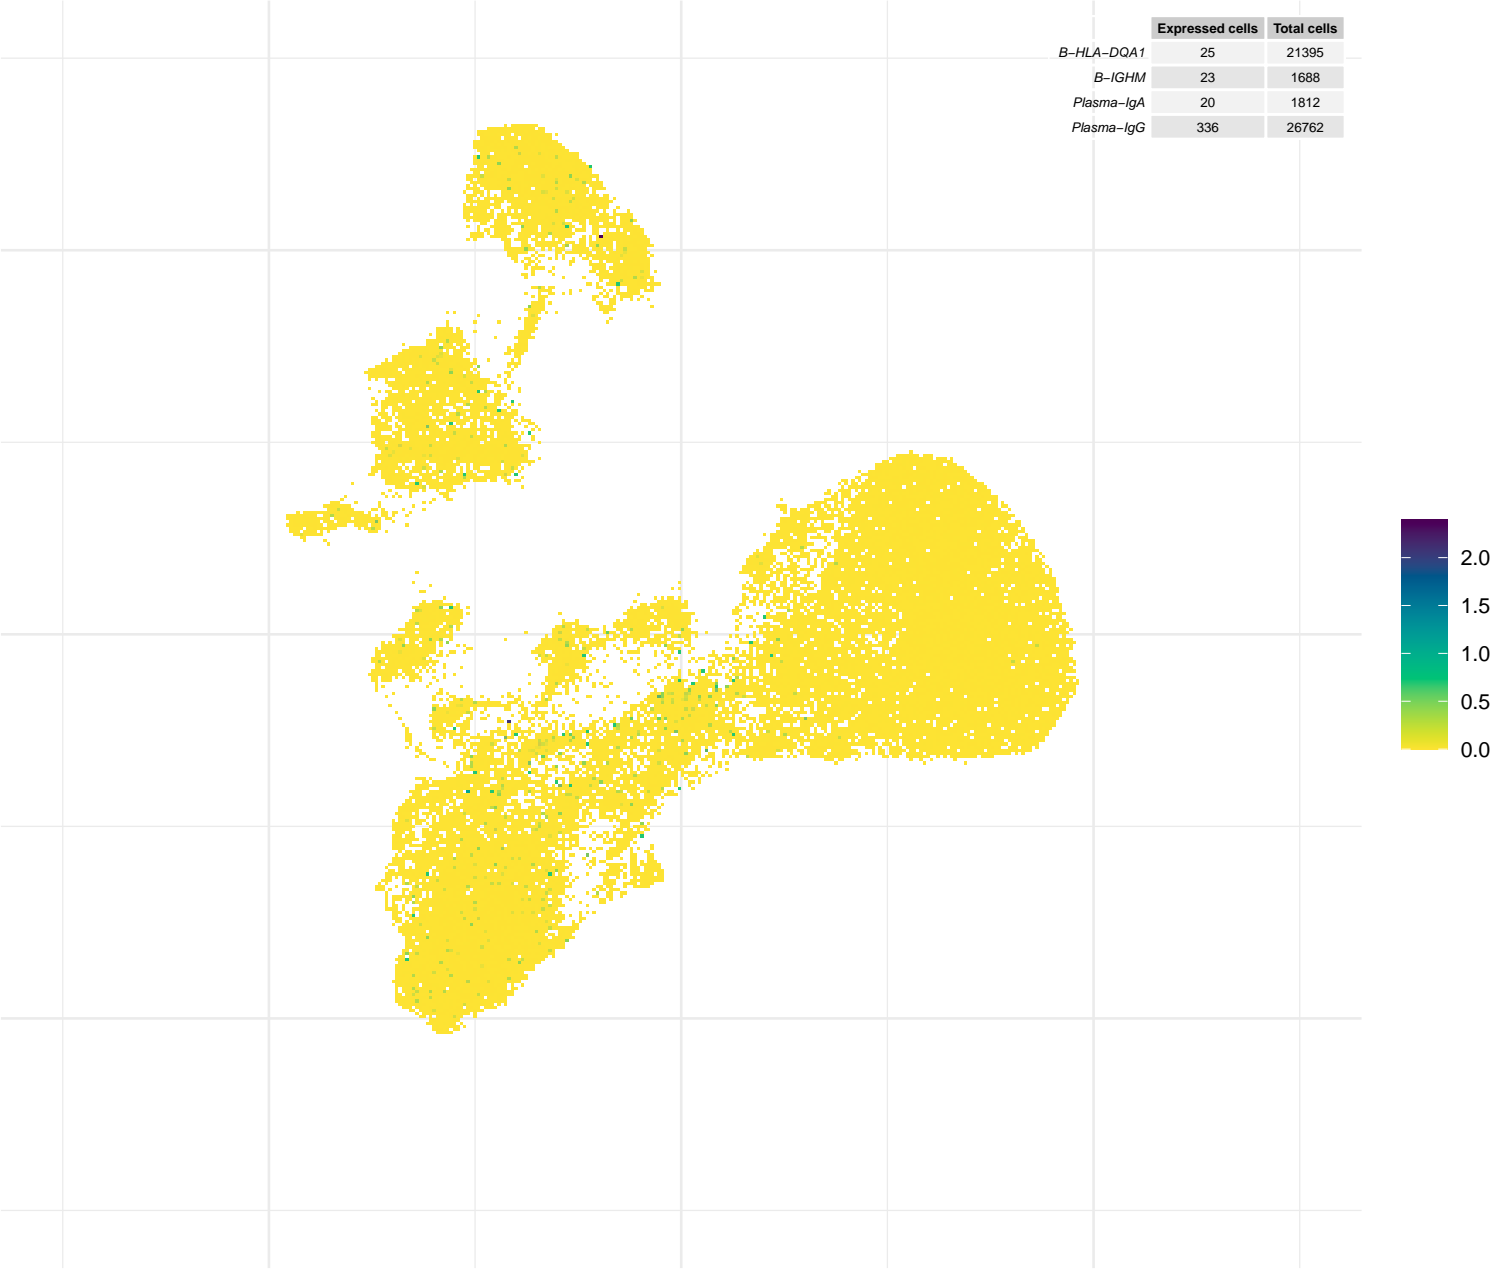 Expressed cells Total cells
B−HLA−DQA1 25 21395
B−IGHM 23 1688
Plasma−IgA 20 1812
Plasma−IgG 336 26762
2.0
1.5
1.0
0.5
0.0